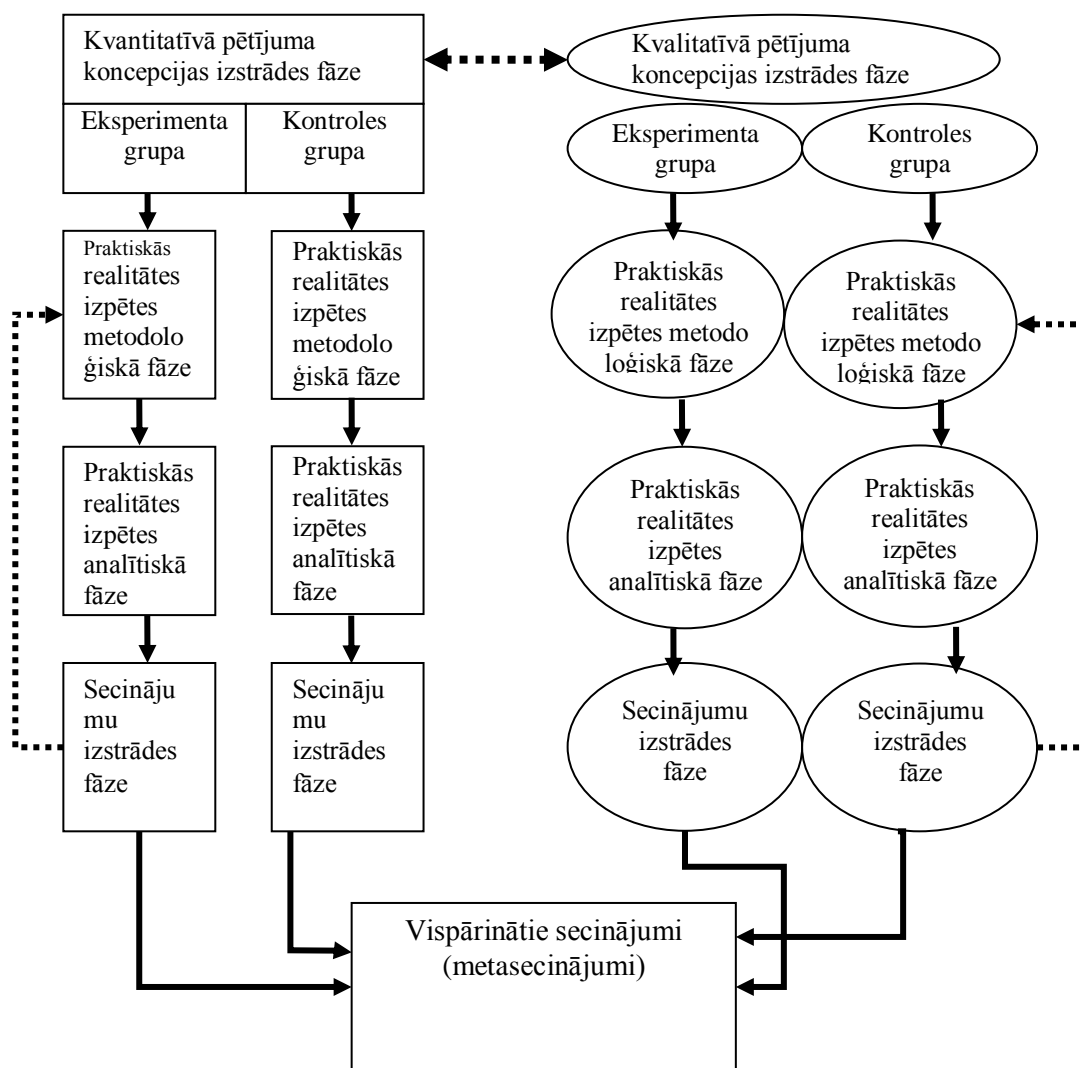 Kvantitatīvā pētījuma
koncepcijas izstrādes fāze
Kvalitatīvā pētījuma
koncepcijas izstrādes fāze
Eksperimenta
grupa
Kontroles
grupa
Eksperimenta
grupa
Kontroles
grupa
Praktiskās
realitātes
izpētes
metodolo
ģiskā fāze
Praktiskās
realitātes
izpētes
metodolo
ģiskā fāze
Praktiskās
realitātes
izpētes metodo
loģiskā fāze
Praktiskās
realitātes
izpētes metodo
loģiskā fāze
Praktiskās
realitātes
izpētes
analītiskā
fāze
Praktiskās
realitātes
izpētes
analītiskā
fāze
Praktiskās
realitātes
izpētes
analītiskā fāze
Praktiskās
realitātes
izpētes
analītiskā fāze
Secināju
mu
izstrādes
fāze
Secināju
mu
izstrādes
fāze
Secinājumu
izstrādes
fāze
Secinājumu
izstrādes
fāze
Vispārinātie secinājumi
(metasecinājumi)